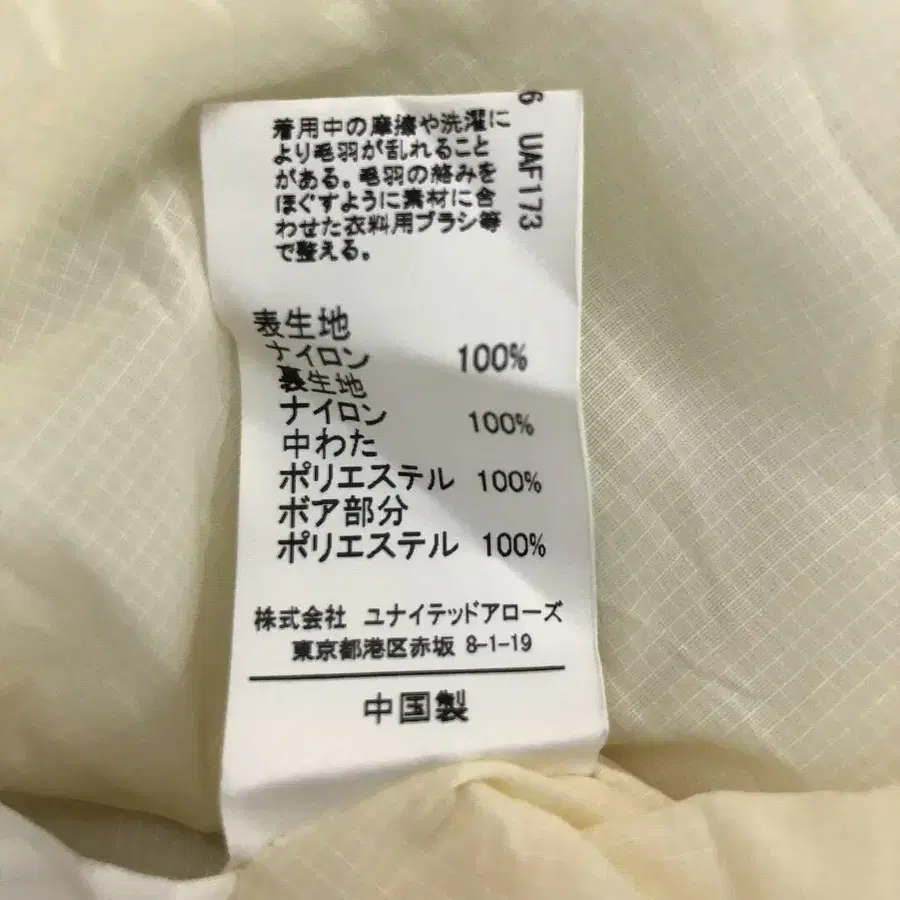 着用中の摩擦や洗濯に
より毛羽が乱れること
がある。毛羽の絡みを
ほぐすように素材に合
わせた衣料用ブラシ等
で整える。
6 UAF173
表生地
ナイロン 100%
裏生地
ナイロン 100%
中わた
ポリエステル 100%
ボア部分
ポリエステル 100%
株式会社 ユナイテッドアローズ
東京都港区赤坂 8-1-19
中国製